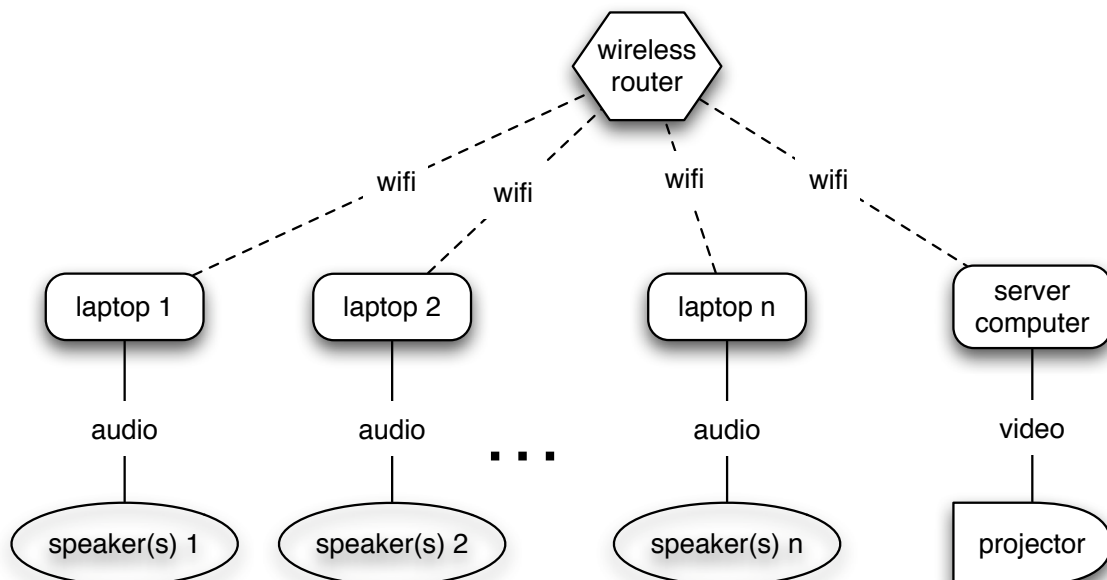 wireless
router
wifi
wifi
wifi
wifi
laptop 1
laptop 2
laptop n
server
computer
audio
audio
...
audio
video
speaker(s) 1
speaker(s) 2
speaker(s) n
projector